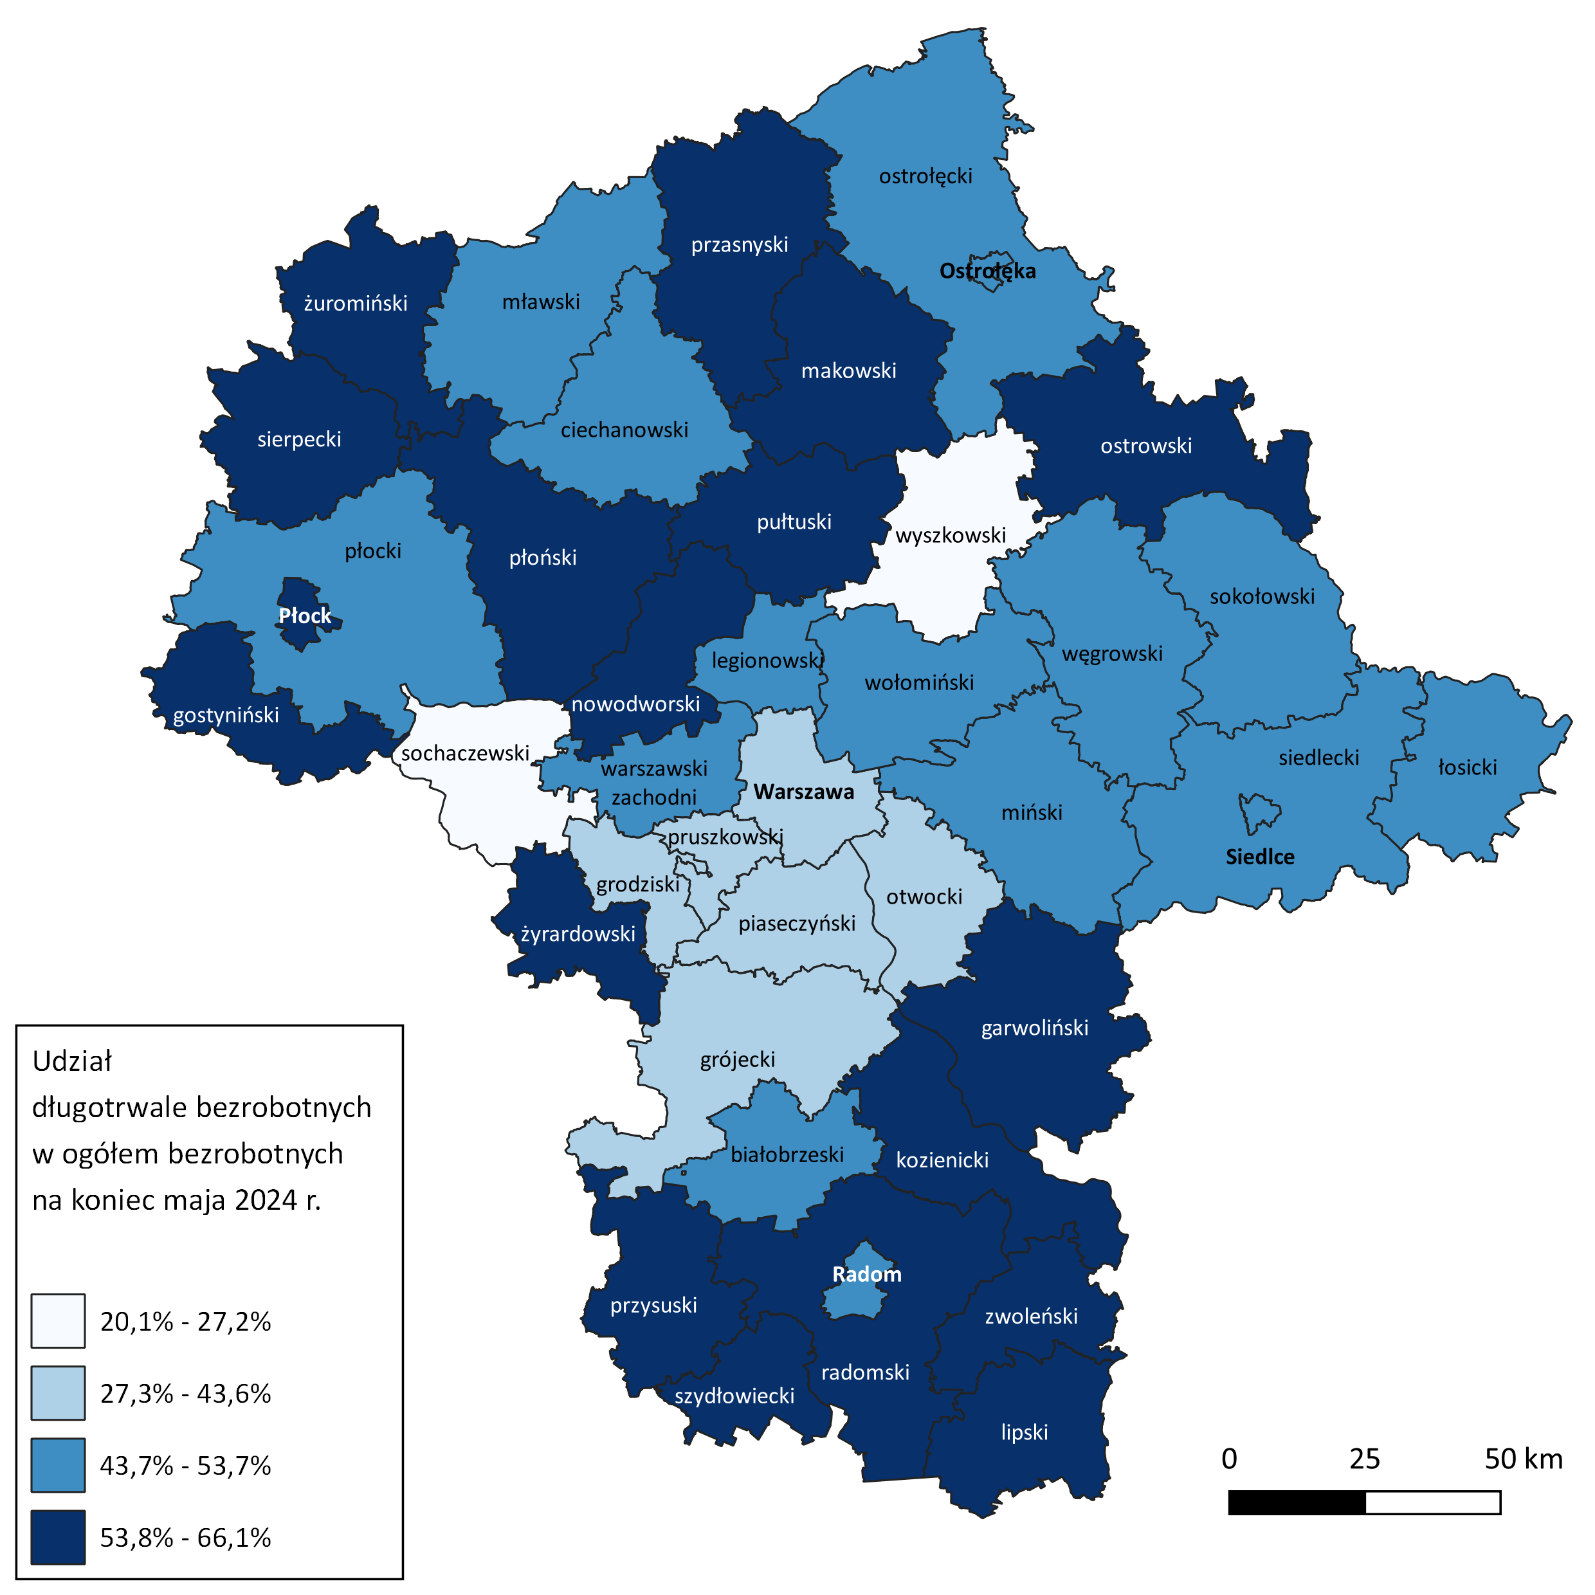 ostrołęcki
przasnyski
Ostrołęka
mławski
żuromiński
makowski
ciechanowski
sierpecki
ostrowski
pułtuski
wyszkowski
płocki
płoński
sokołowski
Płock
węgrowski
legionowski
wołomiński
nowodworski
gostyniński
sochaczewski
siedlecki
łosicki
warszawski
zachodni
Warszawa
miński
pruszkowski
Siedlce
grodziski
otwocki
piaseczyński
żyrardowski
garwoliński
grójecki
białobrzeski
kozienicki
Radom
przysuski
zwoleński
radomski
szydłowiecki
lipski
Udział
długotrwale bezrobotnych
w ogółem bezrobotnych
na koniec maja 2024 r.
20,1% - 27,2%
27,3% - 43,6%
43,7% - 53,7%
53,8% - 66,1%
0 25 50 km